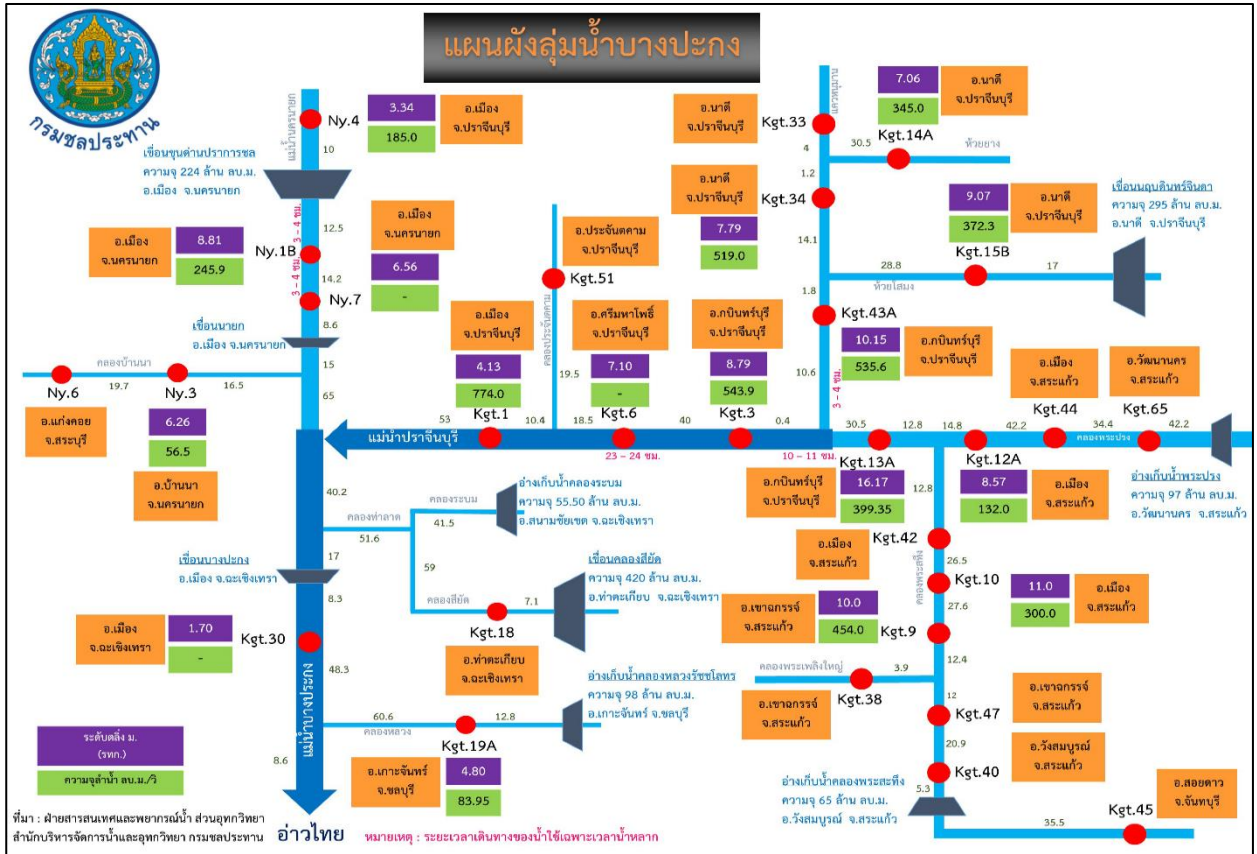 แผนผังลุ่มน้ำบางปะกง
กรมชลประทาน
แม่น้ำนครนายก
Ny.4
3.34
185.0
อ.เมือง
จ.ปราจีนบุรี
10
เขื่อนขุนด่านปราการชล
ความจุ 224 ล้าน ลบ.ม.
อ.เมือง จ.นครนายก
3 – 4 ชม.
12.5
อ.เมือง
จ.นครนายก
8.81
245.9
Ny.1B
อ.เมือง
จ.นครนายก
6.56
-
3 – 4 ชม.
14.2
Ny.7
8.6
เขื่อนนายก
อ.เมือง จ.นครนายก
15
คลองบ้านนา
19.7
16.5
65
Ny.6
Ny.3
อ.แก่งคอย
จ.สระบุรี
6.26
56.5
อ.บ้านนา
จ.นครนายก
อ.นาดี
จ.ปราจีนบุรี
Kgt.33
แควหนุมาน
7.06
345.0
อ.นาดี
จ.ปราจีนบุรี
Kgt.14A
4
30.5
ห้วยยาง
1.2
อ.นาดี
จ.ปราจีนบุรี
7.79
519.0
Kgt.34
14.1
9.07
372.3
อ.นาดี
จ.ปราจีนบุรี
Kgt.15B
28.8
17
ห้วยโสมง
เขื่อนนฤบดินทรจินดา
ความจุ 295 ล้าน ลบ.ม.
อ.นาดี จ.ปราจีนบุรี
1.8
Kgt.43A
10.15
535.6
อ.กบินทร์บุรี
จ.ปราจีนบุรี
10.6
3 – 4 ชม.
อ.ประจันตคาม
จ.ปราจีนบุรี
Kgt.51
คลองประจันตคาม
19.5
อ.เมือง
จ.ปราจีนบุรี
4.13
774.0
Kgt.1
อ.ศรีมหาโพธิ์
จ.ปราจีนบุรี
7.10
-
Kgt.6
อ.กบินทร์บุรี
จ.ปราจีนบุรี
8.79
543.9
Kgt.3
53
10.4
18.5
40
0.4
แม่น้ำปราจีนบุรี
23 – 24 ชม.
10 – 11 ชม.
30.5
12.8
14.8
42.2
34.4
42.2
คลองพระปรง
อ.เมือง
จ.สระแก้ว
Kgt.44
อ.วัฒนานคร
จ.สระแก้ว
Kgt.65
Kgt.13A
อ.กบินทร์บุรี
จ.ปราจีนบุรี
16.17
399.35
Kgt.12A
8.57
132.0
อ.เมือง
จ.สระแก้ว
อ่างเก็บน้ำพระปรง
ความจุ 97 ล้าน ลบ.ม.
อ.วัฒนานคร จ.สระแก้ว
12.8
อ.เมือง
จ.สระแก้ว
Kgt.42
26.5
คลองพระสทึง
Kgt.10
11.0
300.0
อ.เมือง
จ.สระแก้ว
27.6
อ.เขาฉกรรจ์
จ.สระแก้ว
10.0
454.0
Kgt.9
12.4
คลองพระเพลิงใหญ่
3.9
Kgt.38
อ.เขาฉกรรจ์
จ.สระแก้ว
12
Kgt.47
อ.เขาฉกรรจ์
จ.สระแก้ว
20.9
Kgt.40
อ.วังสมบูรณ์
จ.สระแก้ว
อ่างเก็บน้ำคลองพระสะทึง
ความจุ 65 ล้าน ลบ.ม.
อ.วังสมบูรณ์ จ.สระแก้ว
5.3
35.5
Kgt.45
อ.สอยดาว
จ.จันทบุรี
40.2
คลองท่าลาด
51.6
คลองระบม
41.5
อ่างเก็บน้ำคลองระบม
ความจุ 55.50 ล้าน ลบ.ม.
อ.สนามชัยเขต จ.ฉะเชิงเทรา
59
คลองสียัด
7.1
Kgt.18
เขื่อนคลองสียัด
ความจุ 420 ล้าน ลบ.ม.
อ.ท่าตะเกียบ จ.ฉะเชิงเทรา
อ.ท่าตะเกียบ
จ.ฉะเชิงเทรา
17
เขื่อนบางปะกง
อ.เมือง จ.ฉะเชิงเทรา
8.3
อ.เมือง
จ.ฉะเชิงเทรา
1.70
-
Kgt.30
48.3
แม่น้ำบางปะกง
60.6
12.8
คลองหลวง
Kgt.19A
อ่างเก็บน้ำคลองหลวงรัชชโลทร
ความจุ 98 ล้าน ลบ.ม.
อ.เกาะจันทร์ จ.ชลบุรี
อ.เกาะจันทร์
จ.ชลบุรี
4.80
83.95
8.6
ระดับตลิ่ง ม.
(รทก.)
ความจุลำน้ำ ลบ.ม./วิ
ที่มา : ฝ่ายสารสนเทศและพยากรณ์น้ำ ส่วนอุทกวิทยา
สำนักบริหารจัดการน้ำและอุทกวิทยา กรมชลประทาน
อ่าวไทย
หมายเหตุ : ระยะเวลาเดินทางของน้ำใช้เฉพาะเวลาน้ำหลาก